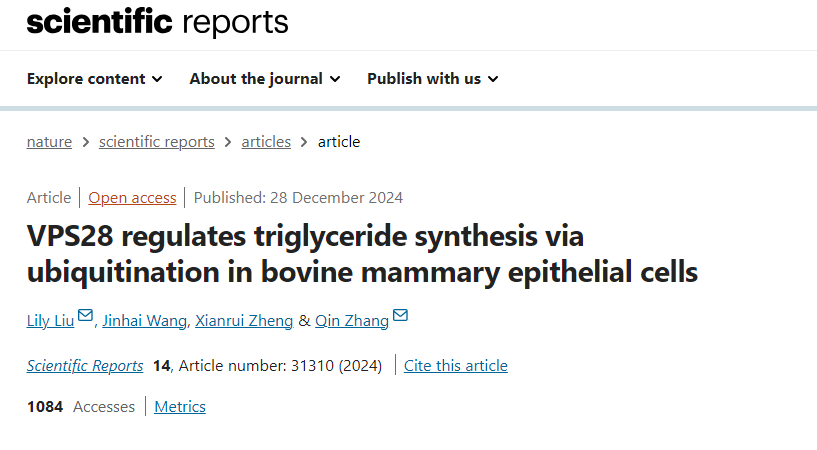 scientific reports
Explore content About the journal Publish with us
nature > scientific reports > articles > article
Article | Open access | Published: 28 December 2024
VPS28 regulates triglyceride synthesis via
ubiquitination in bovine mammary epithelial cells
Lily Liu, Jinhai Wang, Xianrui Zheng & Qin Zhang
Scientific Reports 14, Article number: 31310 (2024) | Cite this article
1084 Accesses | Metrics